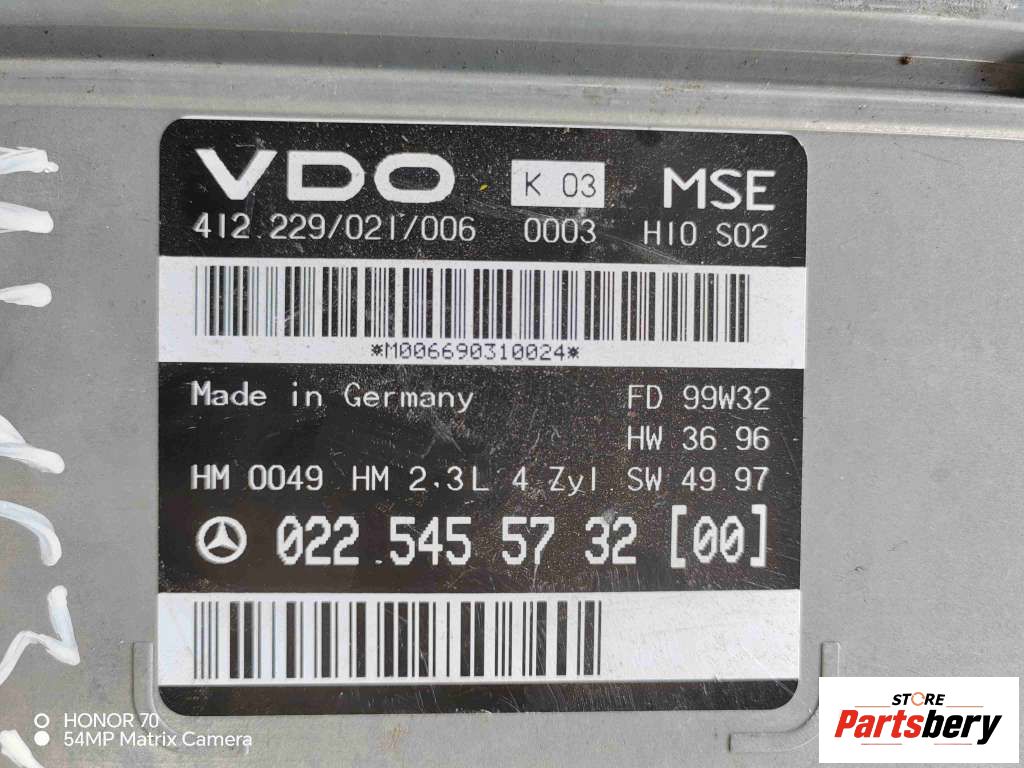 VDO K 03 MSE
412.229/021/006 0003 H10 S02
*M006690310024*
Made in Germany FD 99W32
HW 36 96
HM 0049 HM 2.3L 4 Zyl SW 49 97
022 545 57 32 [00]
HONOR 70
54MP Matrix Camera
STORE
Partsbery